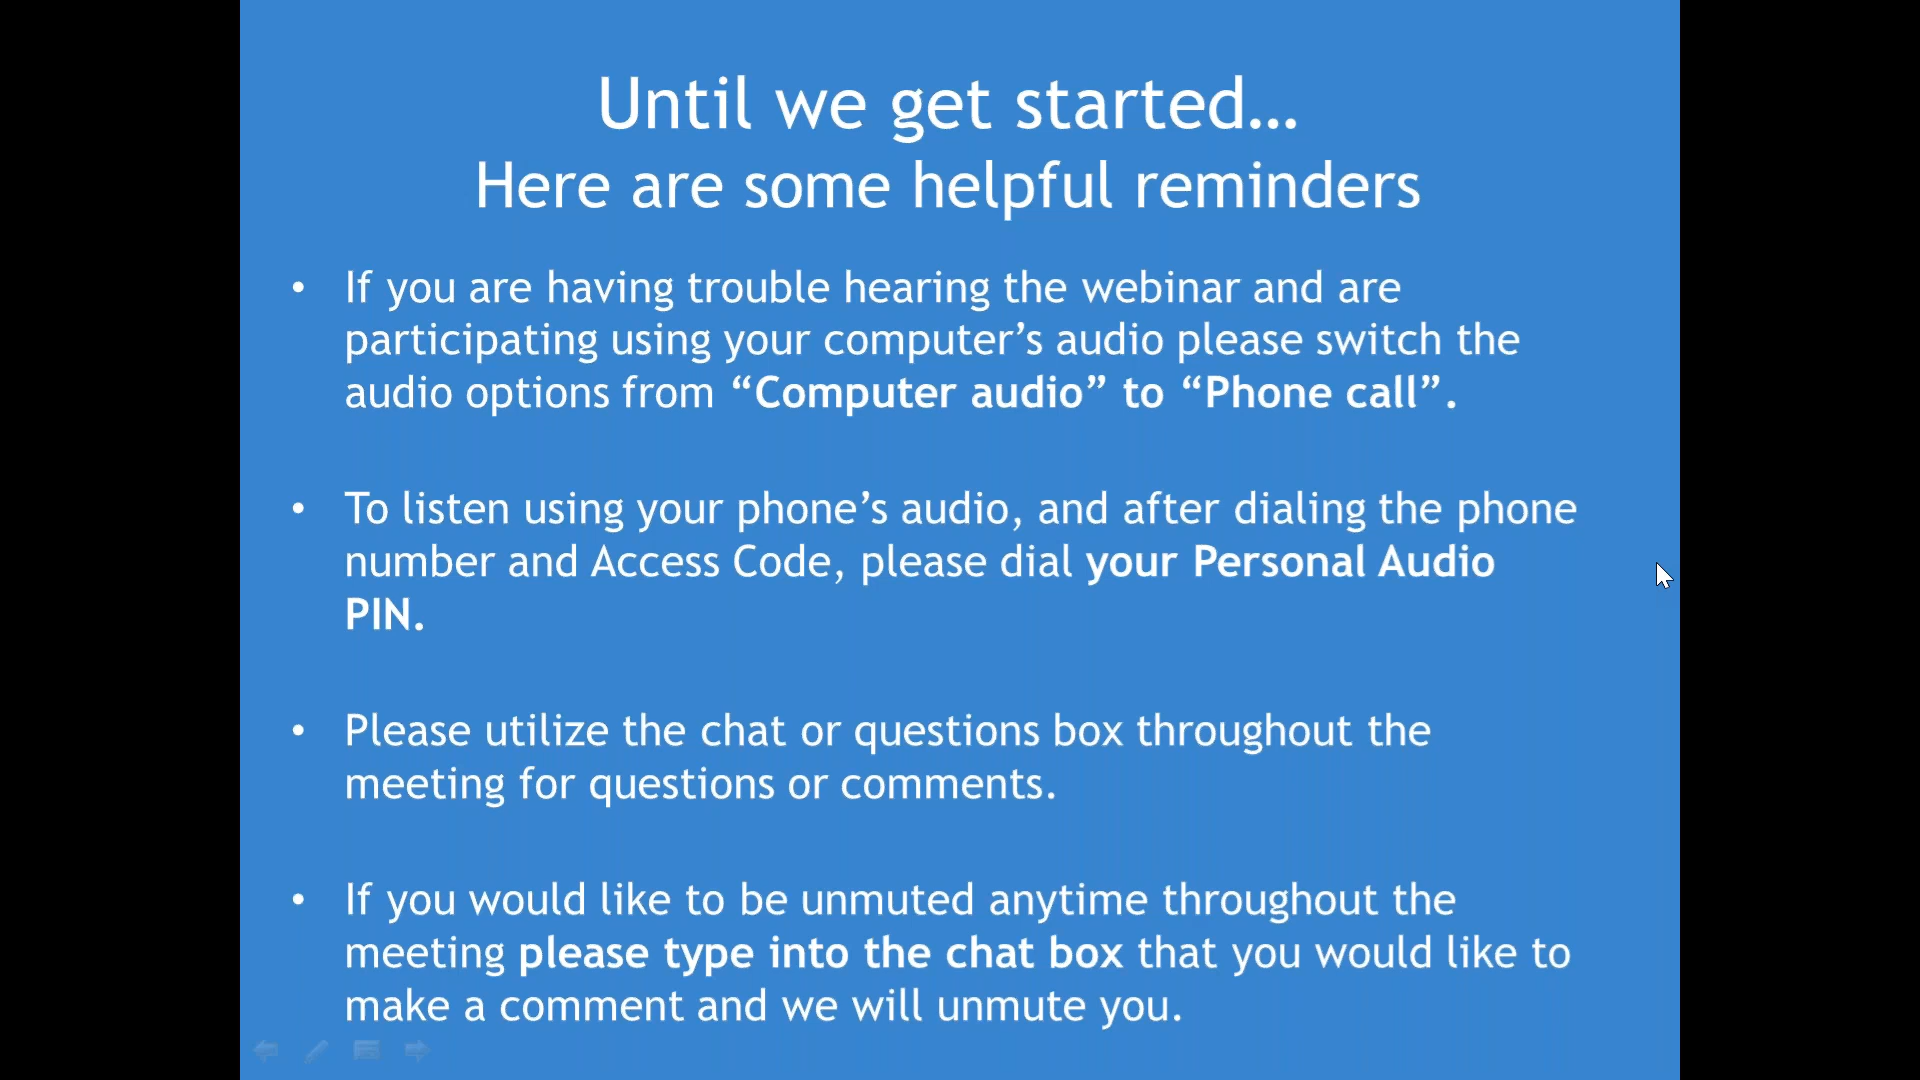 Until we get started…
Here are some helpful reminders
• If you are having trouble hearing the webinar and are
participating using your computer’s audio please switch the
audio options from “Computer audio” to “Phone call”.
• To listen using your phone’s audio, and after dialing the phone
number and Access Code, please dial your Personal Audio
PIN.
• Please utilize the chat or questions box throughout the
meeting for questions or comments.
• If you would like to be unmuted anytime throughout the
meeting please type into the chat box that you would like to
make a comment and we will unmute you.